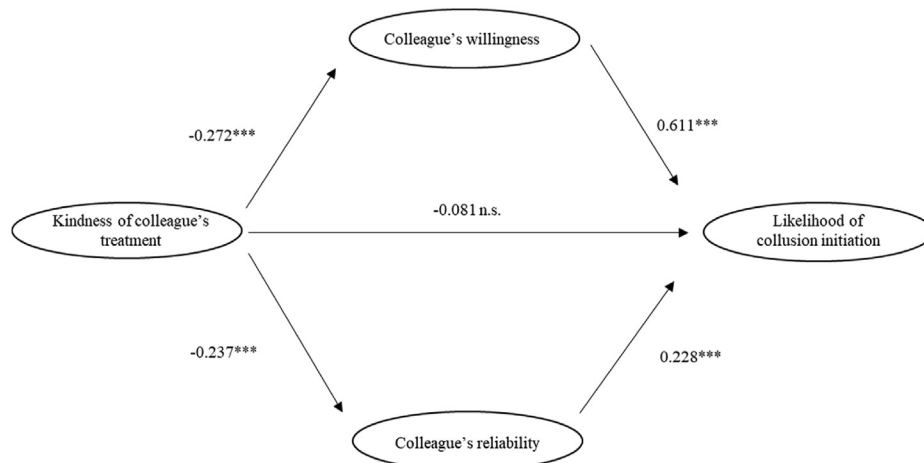 Colleague's willingness
-0.272***
0.611***
Kindness of colleague's
treatment
-0.081 n.s.
Likelihood of
collusion initiation
-0.237***
0.228***
Colleague's reliability